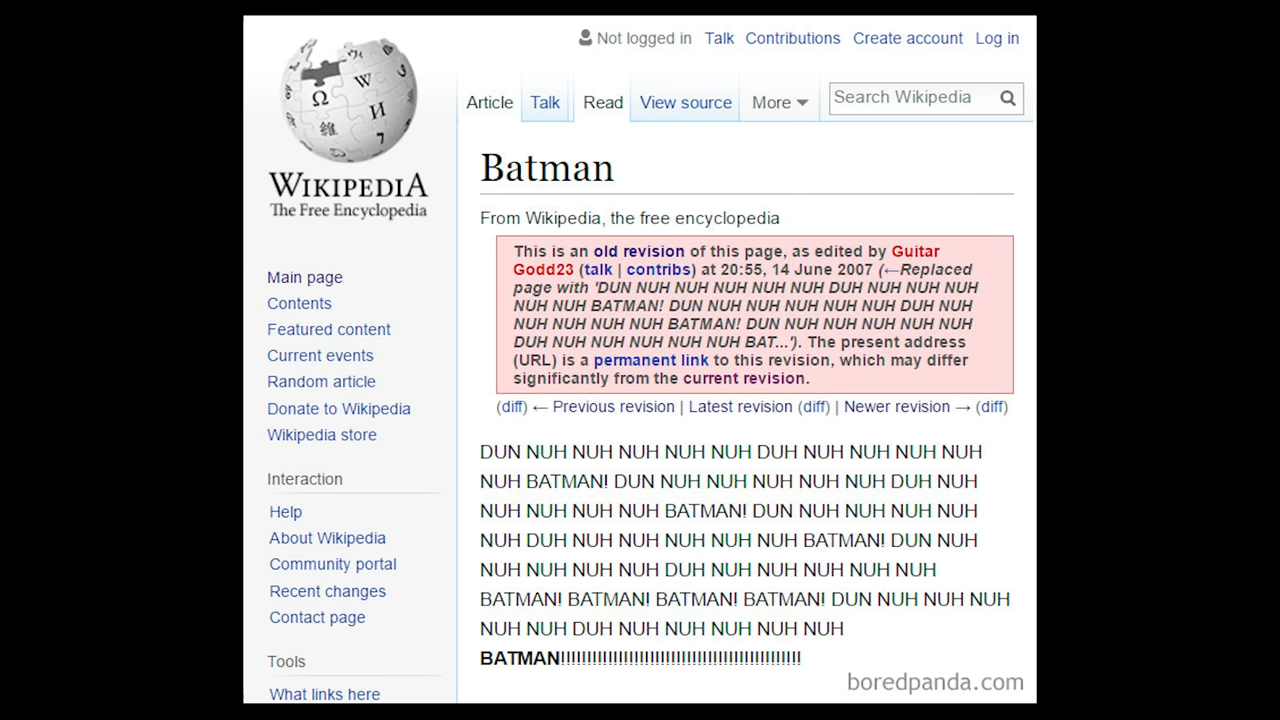 Not logged in Talk Contributions Create account Log in
Article Talk Read View source More Search Wikipedia
WIKIPEDIA
The Free Encyclopedia
Main page
Contents
Featured content
Current events
Random article
Donate to Wikipedia
Wikipedia store
Interaction
Help
About Wikipedia
Community portal
Recent changes
Contact page
Tools
What links here
Batman
From Wikipedia, the free encyclopedia
This is an old revision of this page, as edited by Guitar
Godd23 (talk | contribs) at 20:55, 14 June 2007 (←Replaced
page with 'DUN NUH NUH NUH NUH NUH DUH NUH NUH NUH
NUH NUH BATMAN! DUN NUH NUH NUH NUH NUH DUH NUH
NUH NUH NUH NUH BATMAN! DUN NUH NUH NUH NUH NUH
DUH NUH NUH NUH NUH NUH BAT...'). The present address
(URL) is a permanent link to this revision, which may differ
significantly from the current revision.
(diff) ← Previous revision | Latest revision (diff) | Newer revision → (diff)
DUN NUH NUH NUH NUH NUH DUH NUH NUH NUH NUH
NUH BATMAN! DUN NUH NUH NUH NUH NUH DUH NUH
NUH NUH NUH NUH BATMAN! DUN NUH NUH NUH NUH
NUH DUH NUH NUH NUH NUH NUH BATMAN! DUN NUH
NUH NUH NUH NUH DUH NUH NUH NUH NUH NUH
BATMAN! BATMAN! BATMAN! BATMAN! DUN NUH NUH NUH
NUH NUH DUH NUH NUH NUH NUH NUH
BATMAN!!!!!!!!!!!!!!!!!!!!!!!!!!!!!!!!!!!!!!!!!!!!!!
boredpanda.com